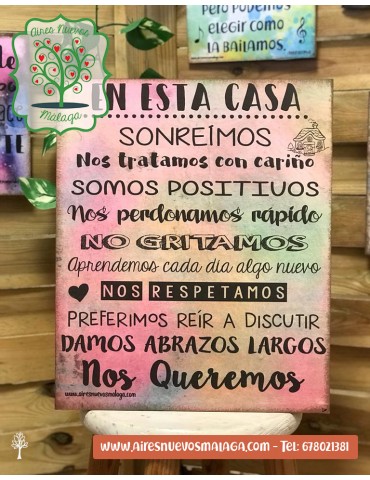 Aires Nuevos
Málaga
Pero podemos
elegir como
la bailamos.
EN ESTA CASA
SONREÍMOS
Nos tratamos con cariño
SOMOS POSITIVOS
Nos perdonamos rápido
NO GRITAMOS
Aprendemos cada día algo nuevo
NOS RESPETAMOS
PREFERIMOS REÍR A DISCUTIR
DAMOS ABRAZOS LARGOS
Nos Queremos
www.airesnuevosmalaga.com
www.airesnuevosmalaga.com - Tel: 678021381